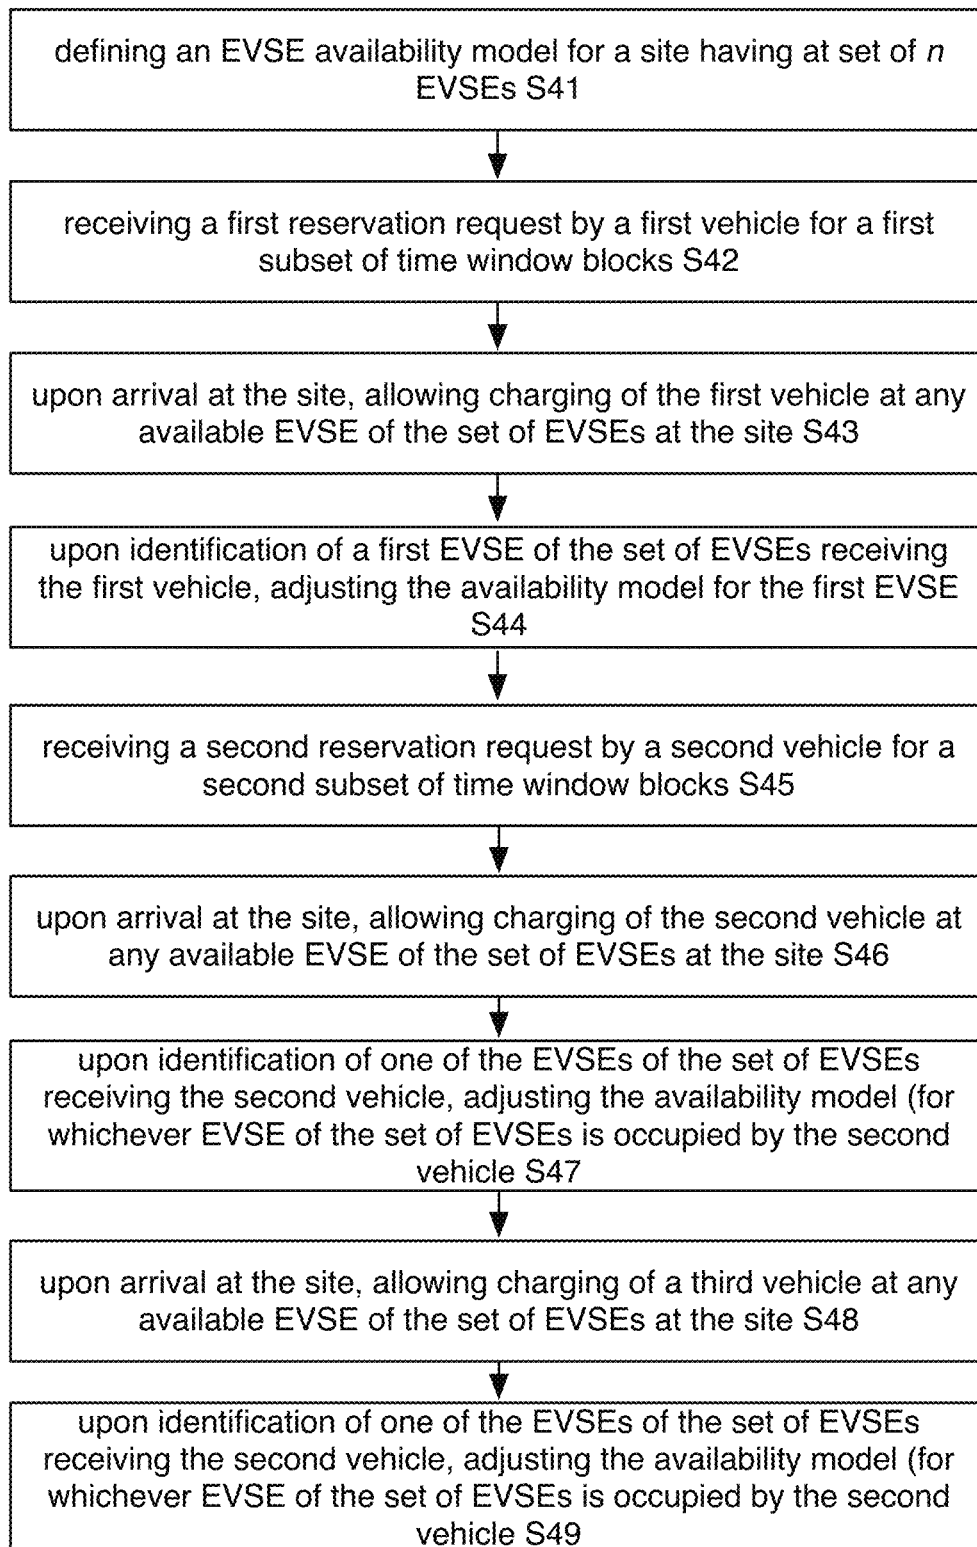 defining an EVSE availability model for a site having at set of n
EVSEs S41
receiving a first reservation request by a first vehicle for a first
subset of time window blocks S42
upon arrival at the site, allowing charging of the first vehicle at any
available EVSE of the set of EVSEs at the site S43
upon identification of a first EVSE of the set of EVSEs receiving
the first vehicle, adjusting the availability model for the first EVSE
S44
receiving a second reservation request by a second vehicle for a
second subset of time window blocks S45
upon arrival at the site, allowing charging of the second vehicle at
any available EVSE of the set of EVSEs at the site S46
upon identification of one of the EVSEs of the set of EVSEs
receiving the second vehicle, adjusting the availability model (for
whichever EVSE of the set of EVSEs is occupied by the second
vehicle S47
upon arrival at the site, allowing charging of a third vehicle at any
available EVSE of the set of EVSEs at the site S48
upon identification of one of the EVSEs of the set of EVSEs
receiving the second vehicle, adjusting the availability model (for
whichever EVSE of the set of EVSEs is occupied by the second
vehicle S49